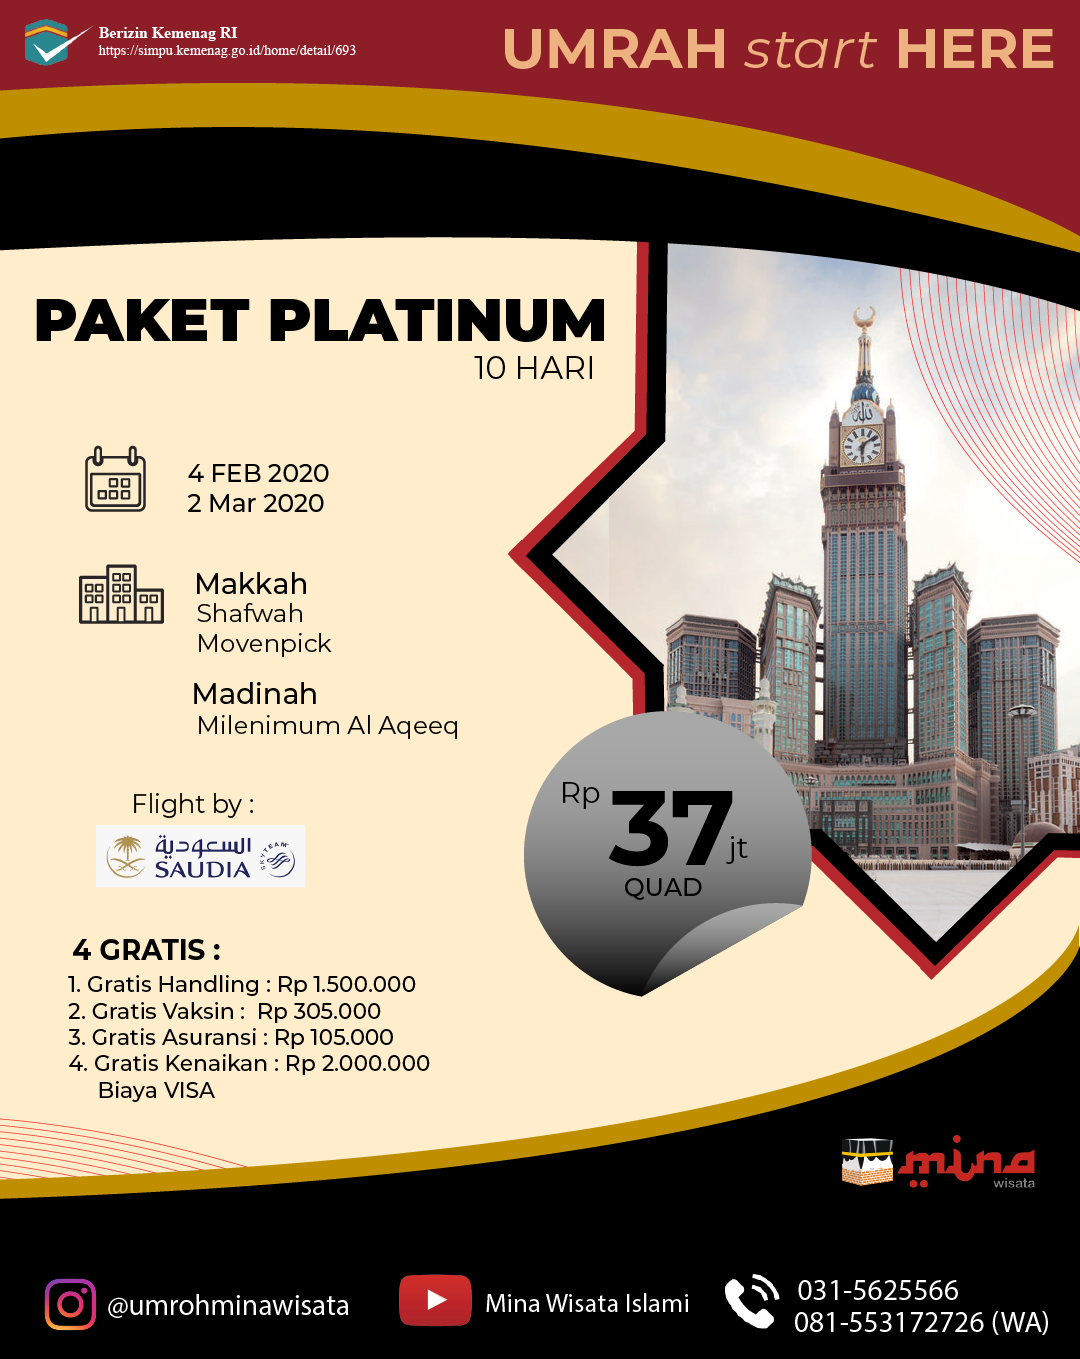 Berizin Kemenag RI
https://simpu.kemenag.go.id/home/detail/693
UMRAH start HERE
PAKET PLATINUM
10 HARI
4 FEB 2020
2 Mar 2020
Makkah
Shafwah
Movenpick
Madinah
Milenimum Al Aqeeq
Flight by :
السعودية
SAUDIA
SKYTEAM
Rp 37 jt
QUAD
4 GRATIS :
1. Gratis Handling : Rp 1.500.000
2. Gratis Vaksin :  Rp 305.000
3. Gratis Asuransi : Rp 105.000
4. Gratis Kenaikan : Rp 2.000.000
Biaya VISA
mina
wisata
@umrohminawisata
Mina Wisata Islami
031-5625566
081-553172726 (WA)
الله